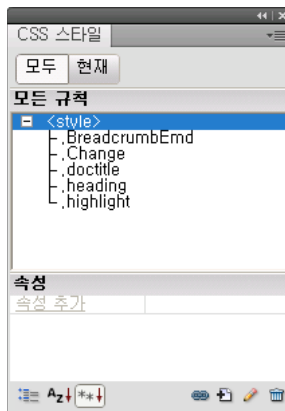 CSS 스타일
모두 현재
모든 규칙
<style>
.BreadcrumbEmd
.Change
.doctitle
.heading
.highlight
속성
속성 추가
Az **